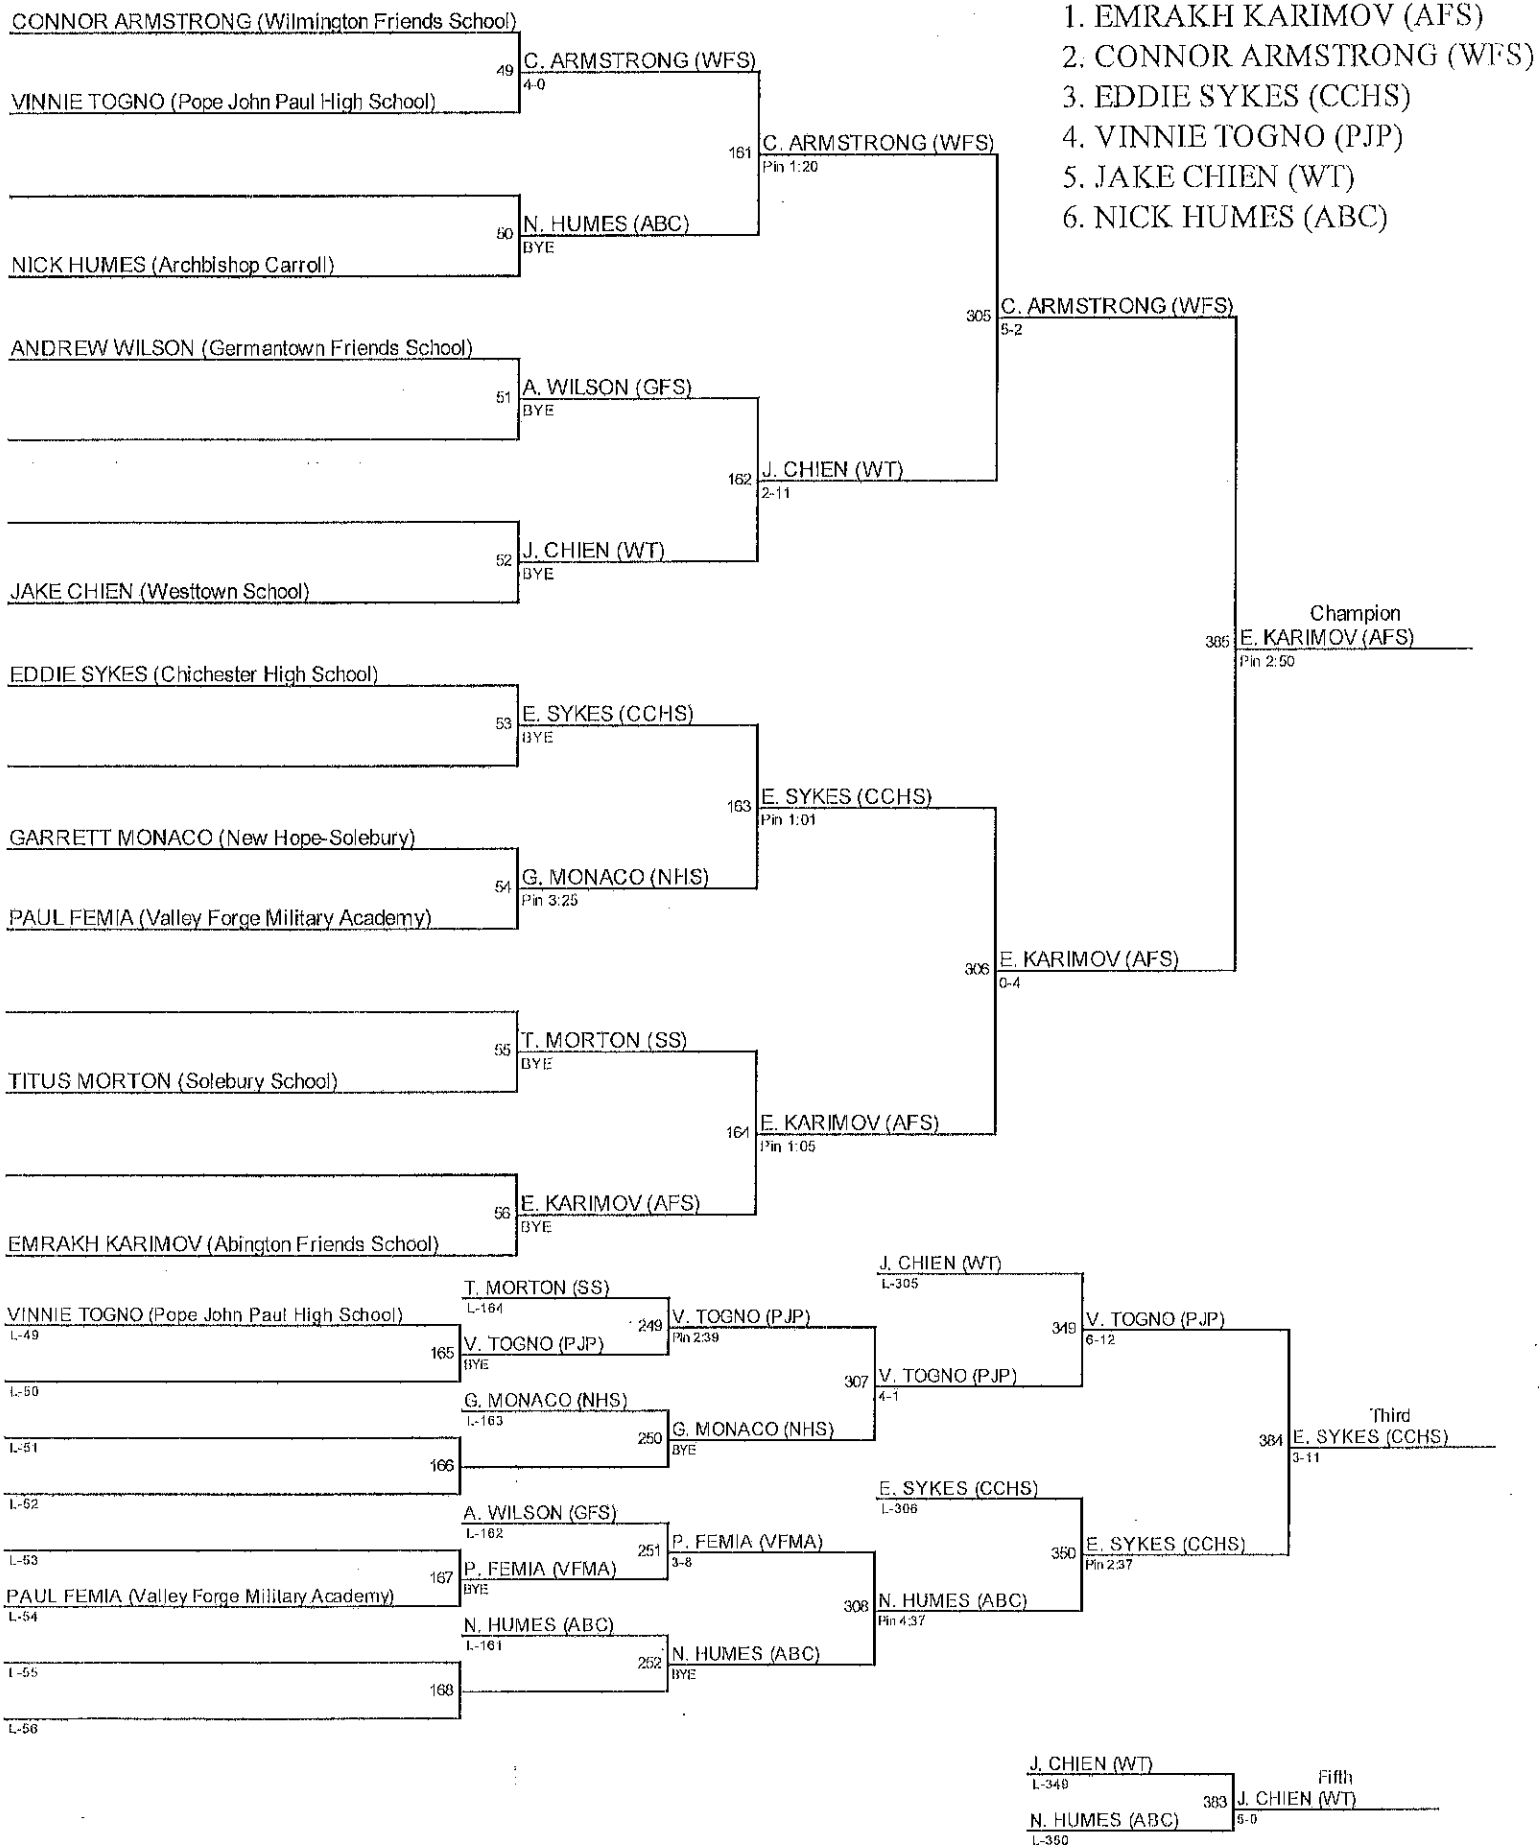 CONNOR ARMSTRONG (Wilmington Friends School)
49
C. ARMSTRONG (WFS)
4-0
VINNIE TOGNO (Pope John Paul High School)
161
C. ARMSTRONG (WFS)
Pin 1:20
50
N. HUMES (ABC)
BYE
NICK HUMES (Archbishop Carroll)
1. EMRAKH KARIMOV (AFS)
2. CONNOR ARMSTRONG (WFS)
3. EDDIE SYKES (CCHS)
4. VINNIE TOGNO (PJP)
5. JAKE CHIEN (WT)
6. NICK HUMES (ABC)
305
C. ARMSTRONG (WFS)
5-2
ANDREW WILSON (Germantown Friends School)
51
A. WILSON (GFS)
BYE
162
J. CHIEN (WT)
2-11
52
J. CHIEN (WT)
BYE
JAKE CHIEN (Westtown School)
Champion
385
E. KARIMOV (AFS)
Pin 2:50
EDDIE SYKES (Chichester High School)
53
E. SYKES (CCHS)
BYE
163
E. SYKES (CCHS)
Pin 1:01
GARRETT MONACO (New Hope-Solebury)
54
G. MONACO (NHS)
Pin 3:25
PAUL FEMIA (Valley Forge Military Academy)
306
E. KARIMOV (AFS)
0-4
55
T. MORTON (SS)
BYE
TITUS MORTON (Solebury School)
164
E. KARIMOV (AFS)
Pin 1:05
56
E. KARIMOV (AFS)
BYE
EMRAKH KARIMOV (Abington Friends School)
VINNIE TOGNO (Pope John Paul High School)
L-49
T. MORTON (SS)
L-164
165
V. TOGNO (PJP)
BYE
249
V. TOGNO (PJP)
Pin 2:39
L-50
J. CHIEN (WT)
L-305
349
V. TOGNO (PJP)
6-12
307
V. TOGNO (PJP)
4-1
G. MONACO (NHS)
L-163
L-51
166
250
G. MONACO (NHS)
BYE
L-52
Third
384
E. SYKES (CCHS)
3-11
A. WILSON (GFS)
L-162
L-53
167
P. FEMIA (VFMA)
BYE
251
P. FEMIA (VFMA)
3-8
PAUL FEMIA (Valley Forge Military Academy)
L-54
E. SYKES (CCHS)
L-306
350
E. SYKES (CCHS)
Pin 2:37
308
N. HUMES (ABC)
Pin 4:37
N. HUMES (ABC)
L-161
L-55
168
252
N. HUMES (ABC)
BYE
L-56
J. CHIEN (WT)
L-349
Fifth
383
J. CHIEN (WT)
5-0
N. HUMES (ABC)
L-350